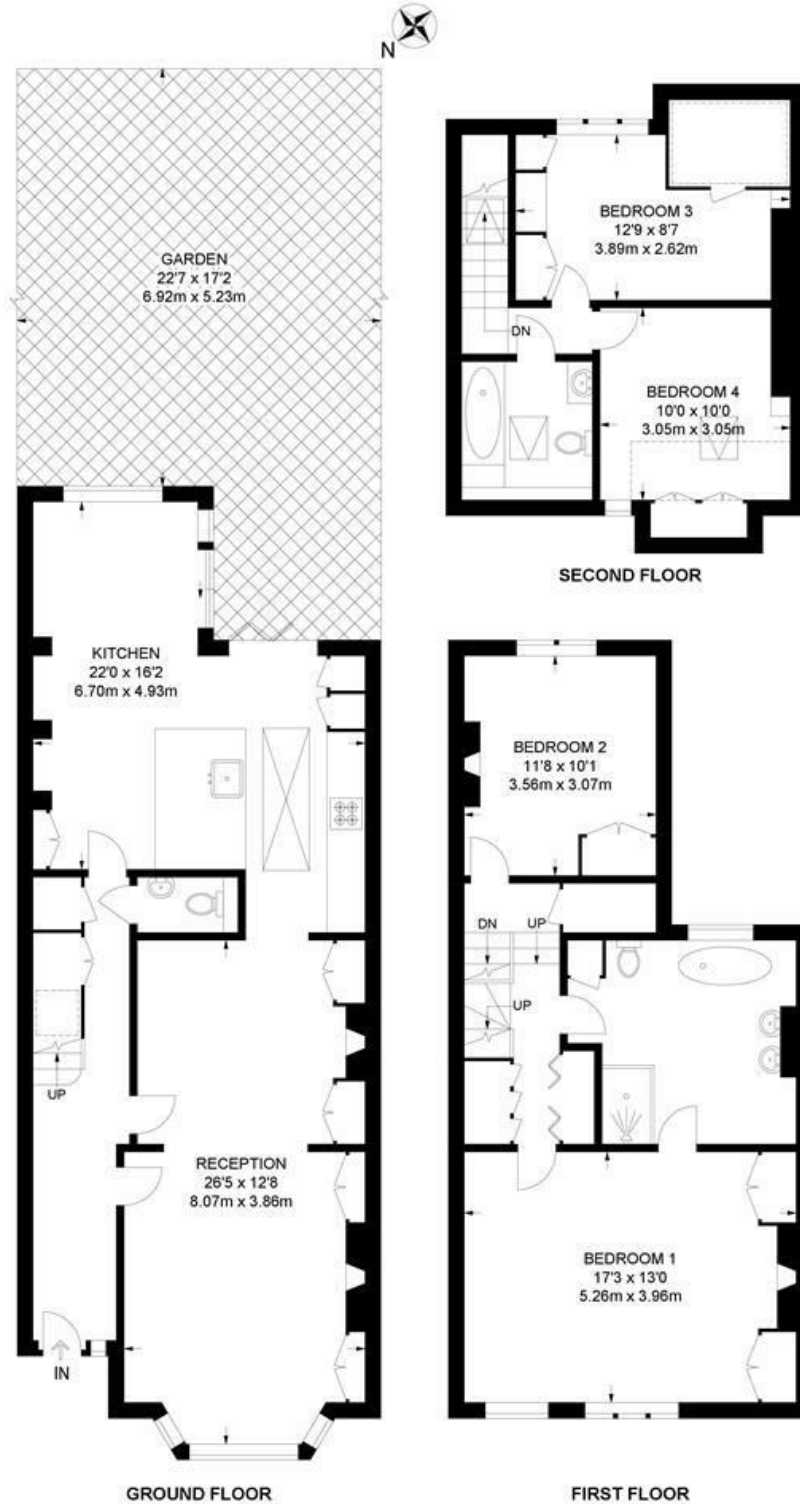 N
GARDEN
22'7 x 17'2
6.92m x 5.23m
KITCHEN
22'0 x 16'2
6.70m x 4.93m
UP
RECEPTION
26'5 x 12'8
8.07m x 3.86m
IN
GROUND FLOOR
BEDROOM 3
12'9 x 8'7
3.89m x 2.62m
DN
BEDROOM 4
10'0 x 10'0
3.05m x 3.05m
SECOND FLOOR
BEDROOM 2
11'8 x 10'1
3.56m x 3.07m
DN
UP
UP
BEDROOM 1
17'3 x 13'0
5.26m x 3.96m
FIRST FLOOR